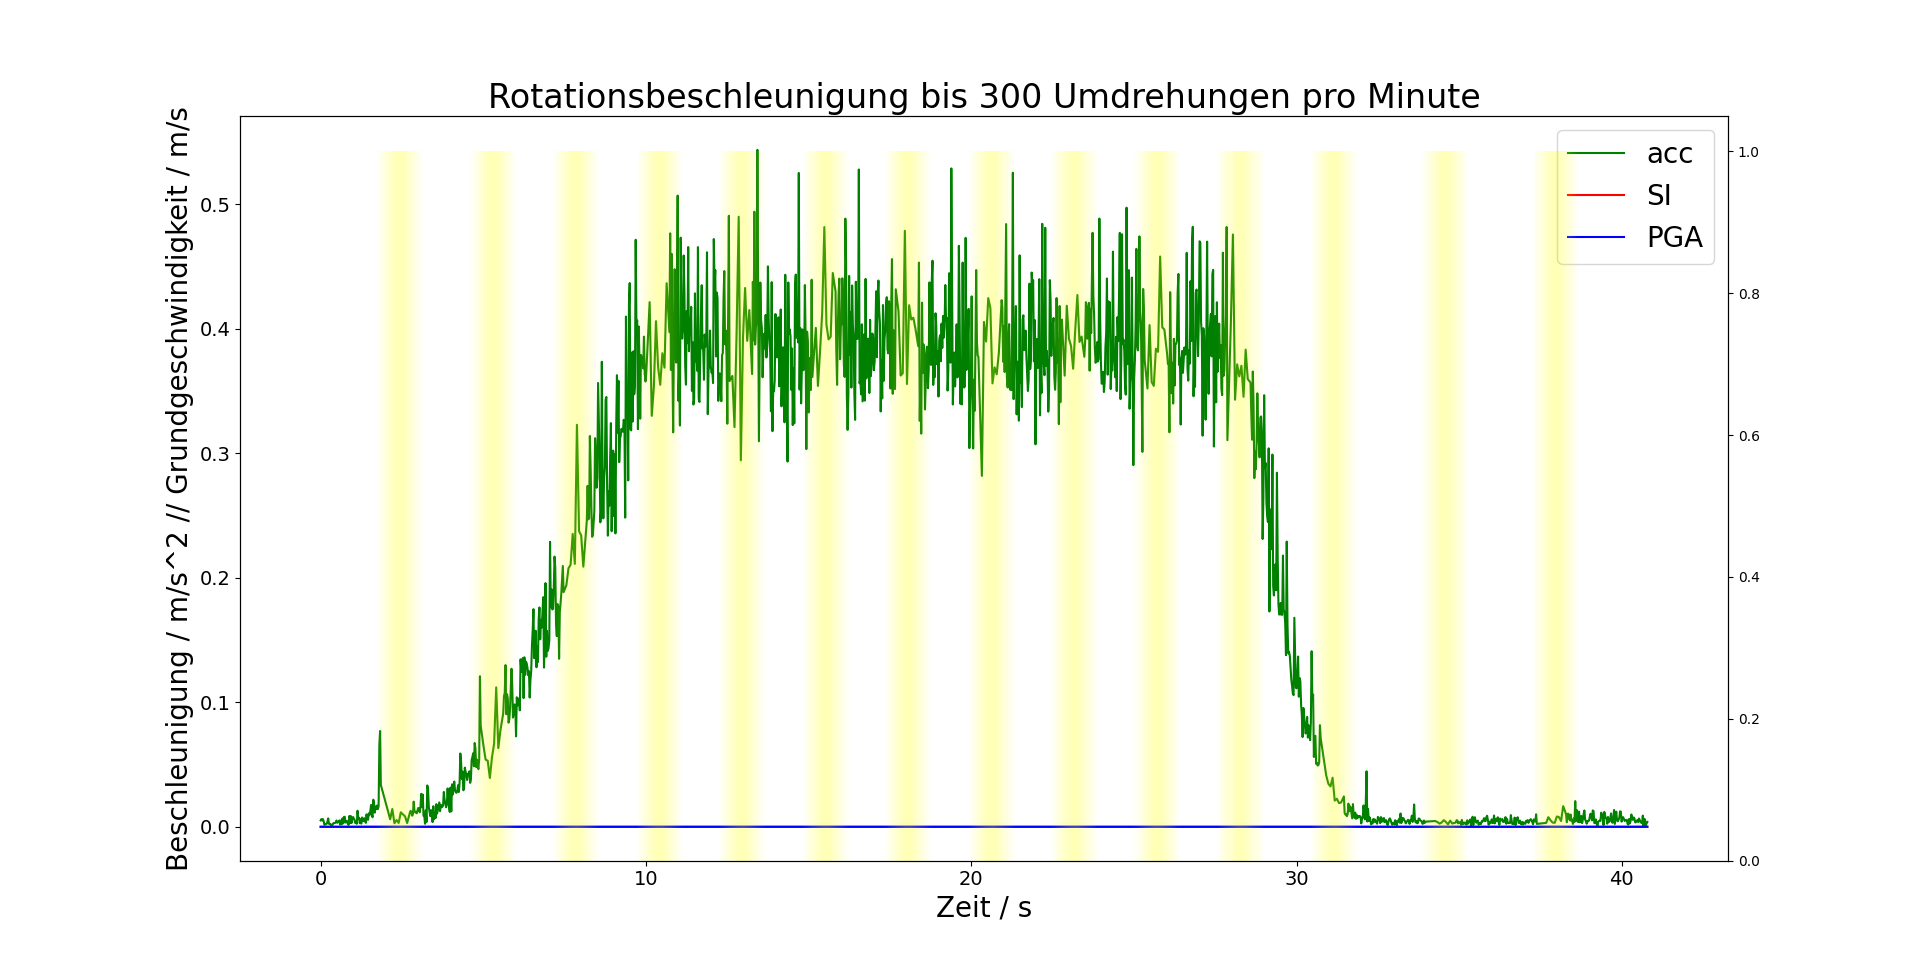 Rotationsbeschleunigung bis 300 Umdrehungen pro Minute
Beschleunigung / m/s^2 // Grundgeschwindigkeit / m/s
0.5
0.4
0.3
0.2
0.1
0.0
acc
SI
PGA
1.0
0.8
0.6
0.4
0.2
0.0
0 10 20 30 40
Zeit / s